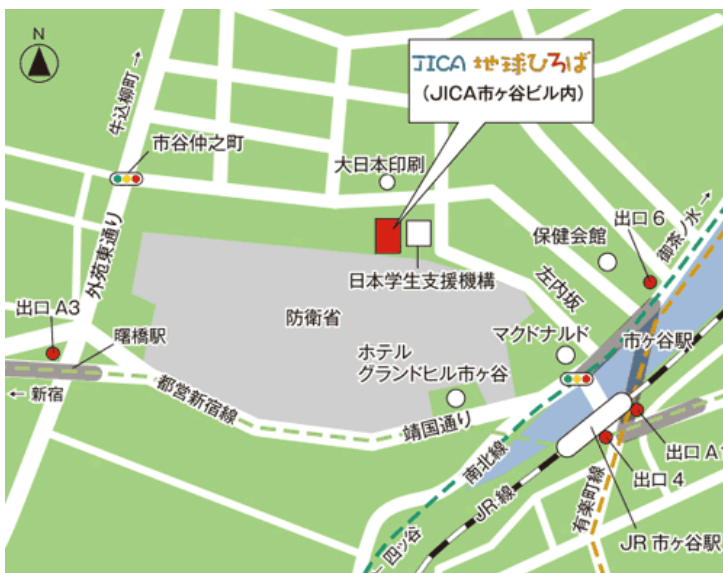 N
JICA 地球ひろば
(JICA市ヶ谷ビル内)
牛込柳町 →
市谷仲之町
大日本印刷
出口 6
御茶ノ水 →
保健会館
外苑東通り
日本学生支援機構
左内坂
防衛省
出口 A3
曙橋駅
マクドナルド
市ヶ谷駅
ホテル
グランドヒル市ヶ谷
← 新宿
都営新宿線
靖国通り
南北線
出口 A1
出口 4
JR線
有楽町線
← 四ッ谷
JR 市ヶ谷駅